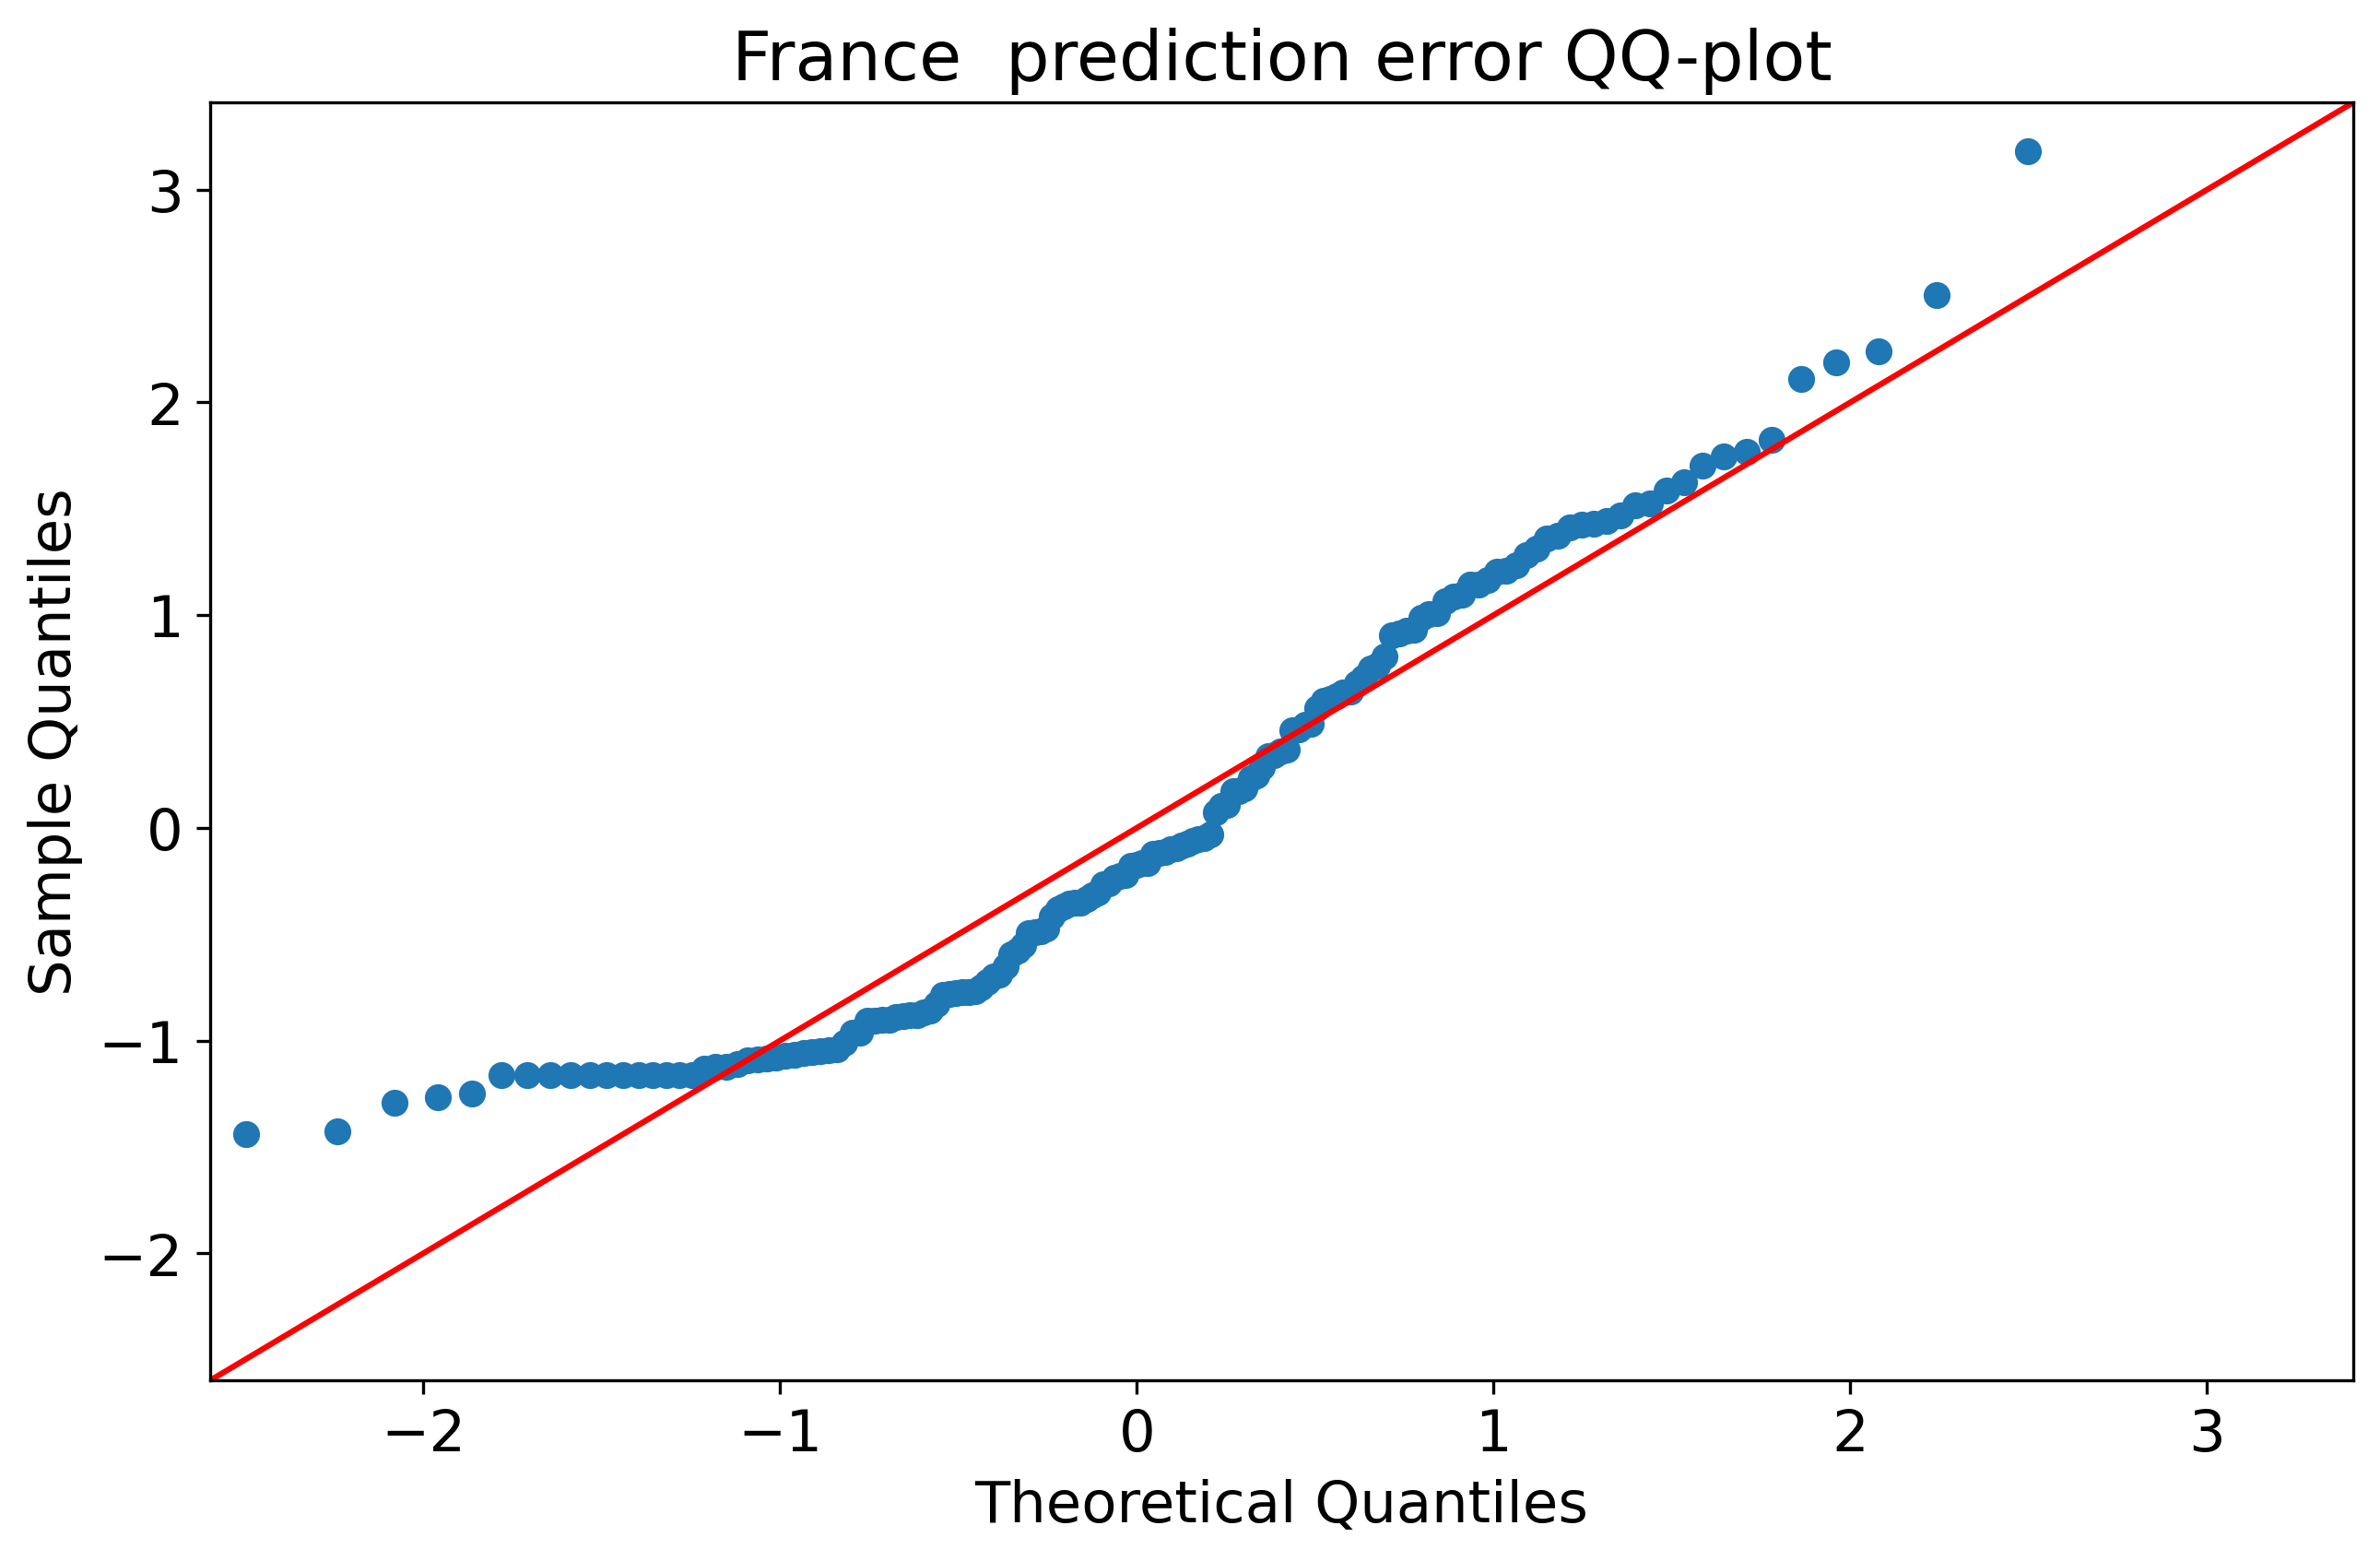 France  prediction error QQ-plot
3
2
1
0
−1
−2
Sample Quantiles
−2 −1 0 1 2 3
Theoretical Quantiles